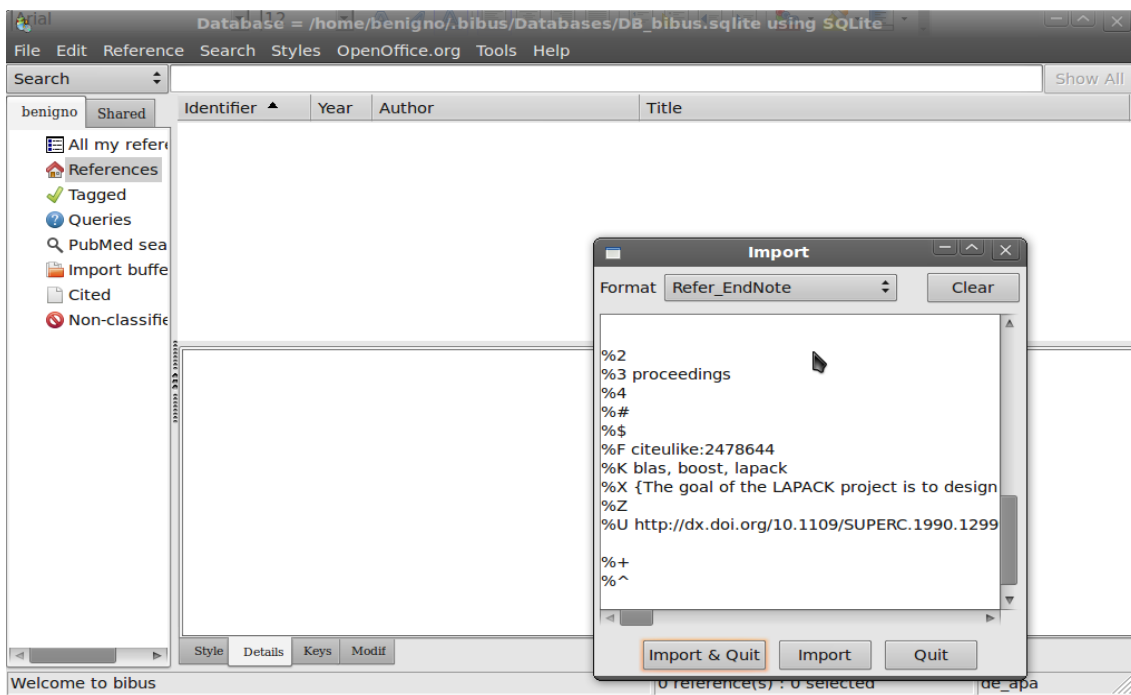 Arial 12
Database = /home/benigno/.bibus/Databases/DB_bibus.sqlite using SQLite
File Edit Reference Search Styles OpenOffice.org Tools Help
Search Show All
benigno Shared
Identifier Year Author Title
All my refere
References
Tagged
Queries
PubMed sea
Import buffe
Cited
Non-classifie
Import
Format Refer_EndNote Clear
%2
%3 proceedings
%4
%#
%$
%F citeulike:2478644
%K blas, boost, lapack
%X {The goal of the LAPACK project is to design
%Z
%U http://dx.doi.org/10.1109/SUPERC.1990.1299
%+
%^
Import & Quit Import Quit
Style Details Keys Modif
Welcome to bibus 0 reference(s) : 0 selected de_apa